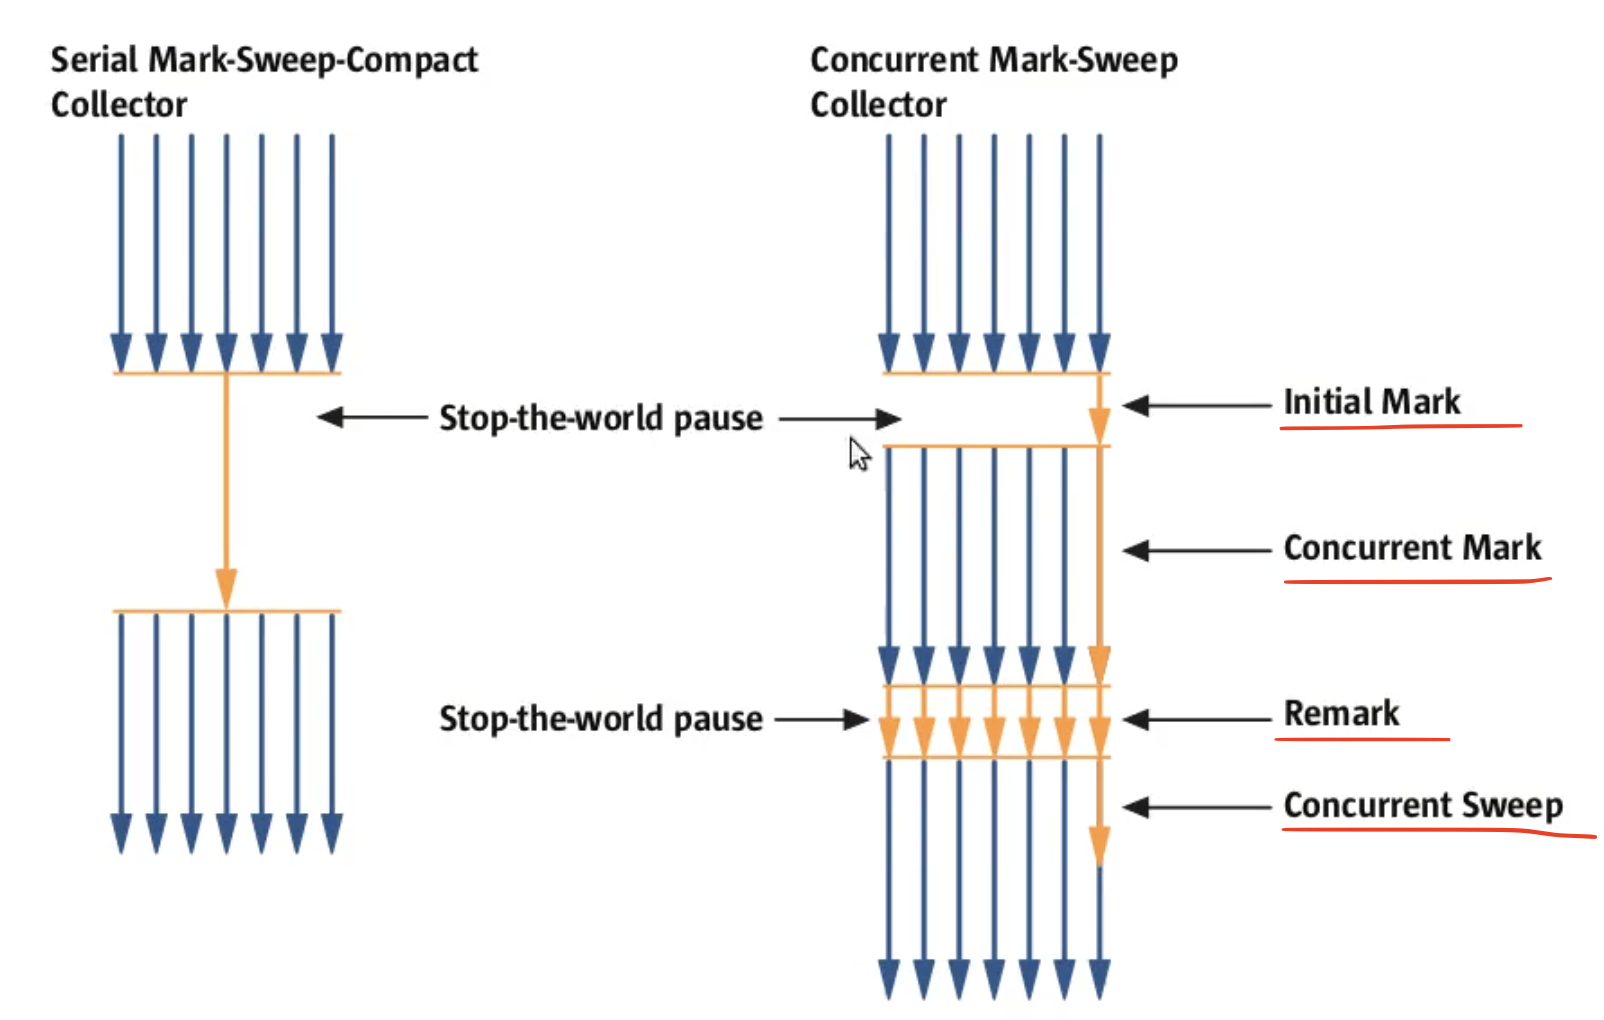 Serial Mark-Sweep-Compact
Collector
Concurrent Mark-Sweep
Collector
Stop-the-world pause
Initial Mark
Concurrent Mark
Stop-the-world pause
Remark
Concurrent Sweep